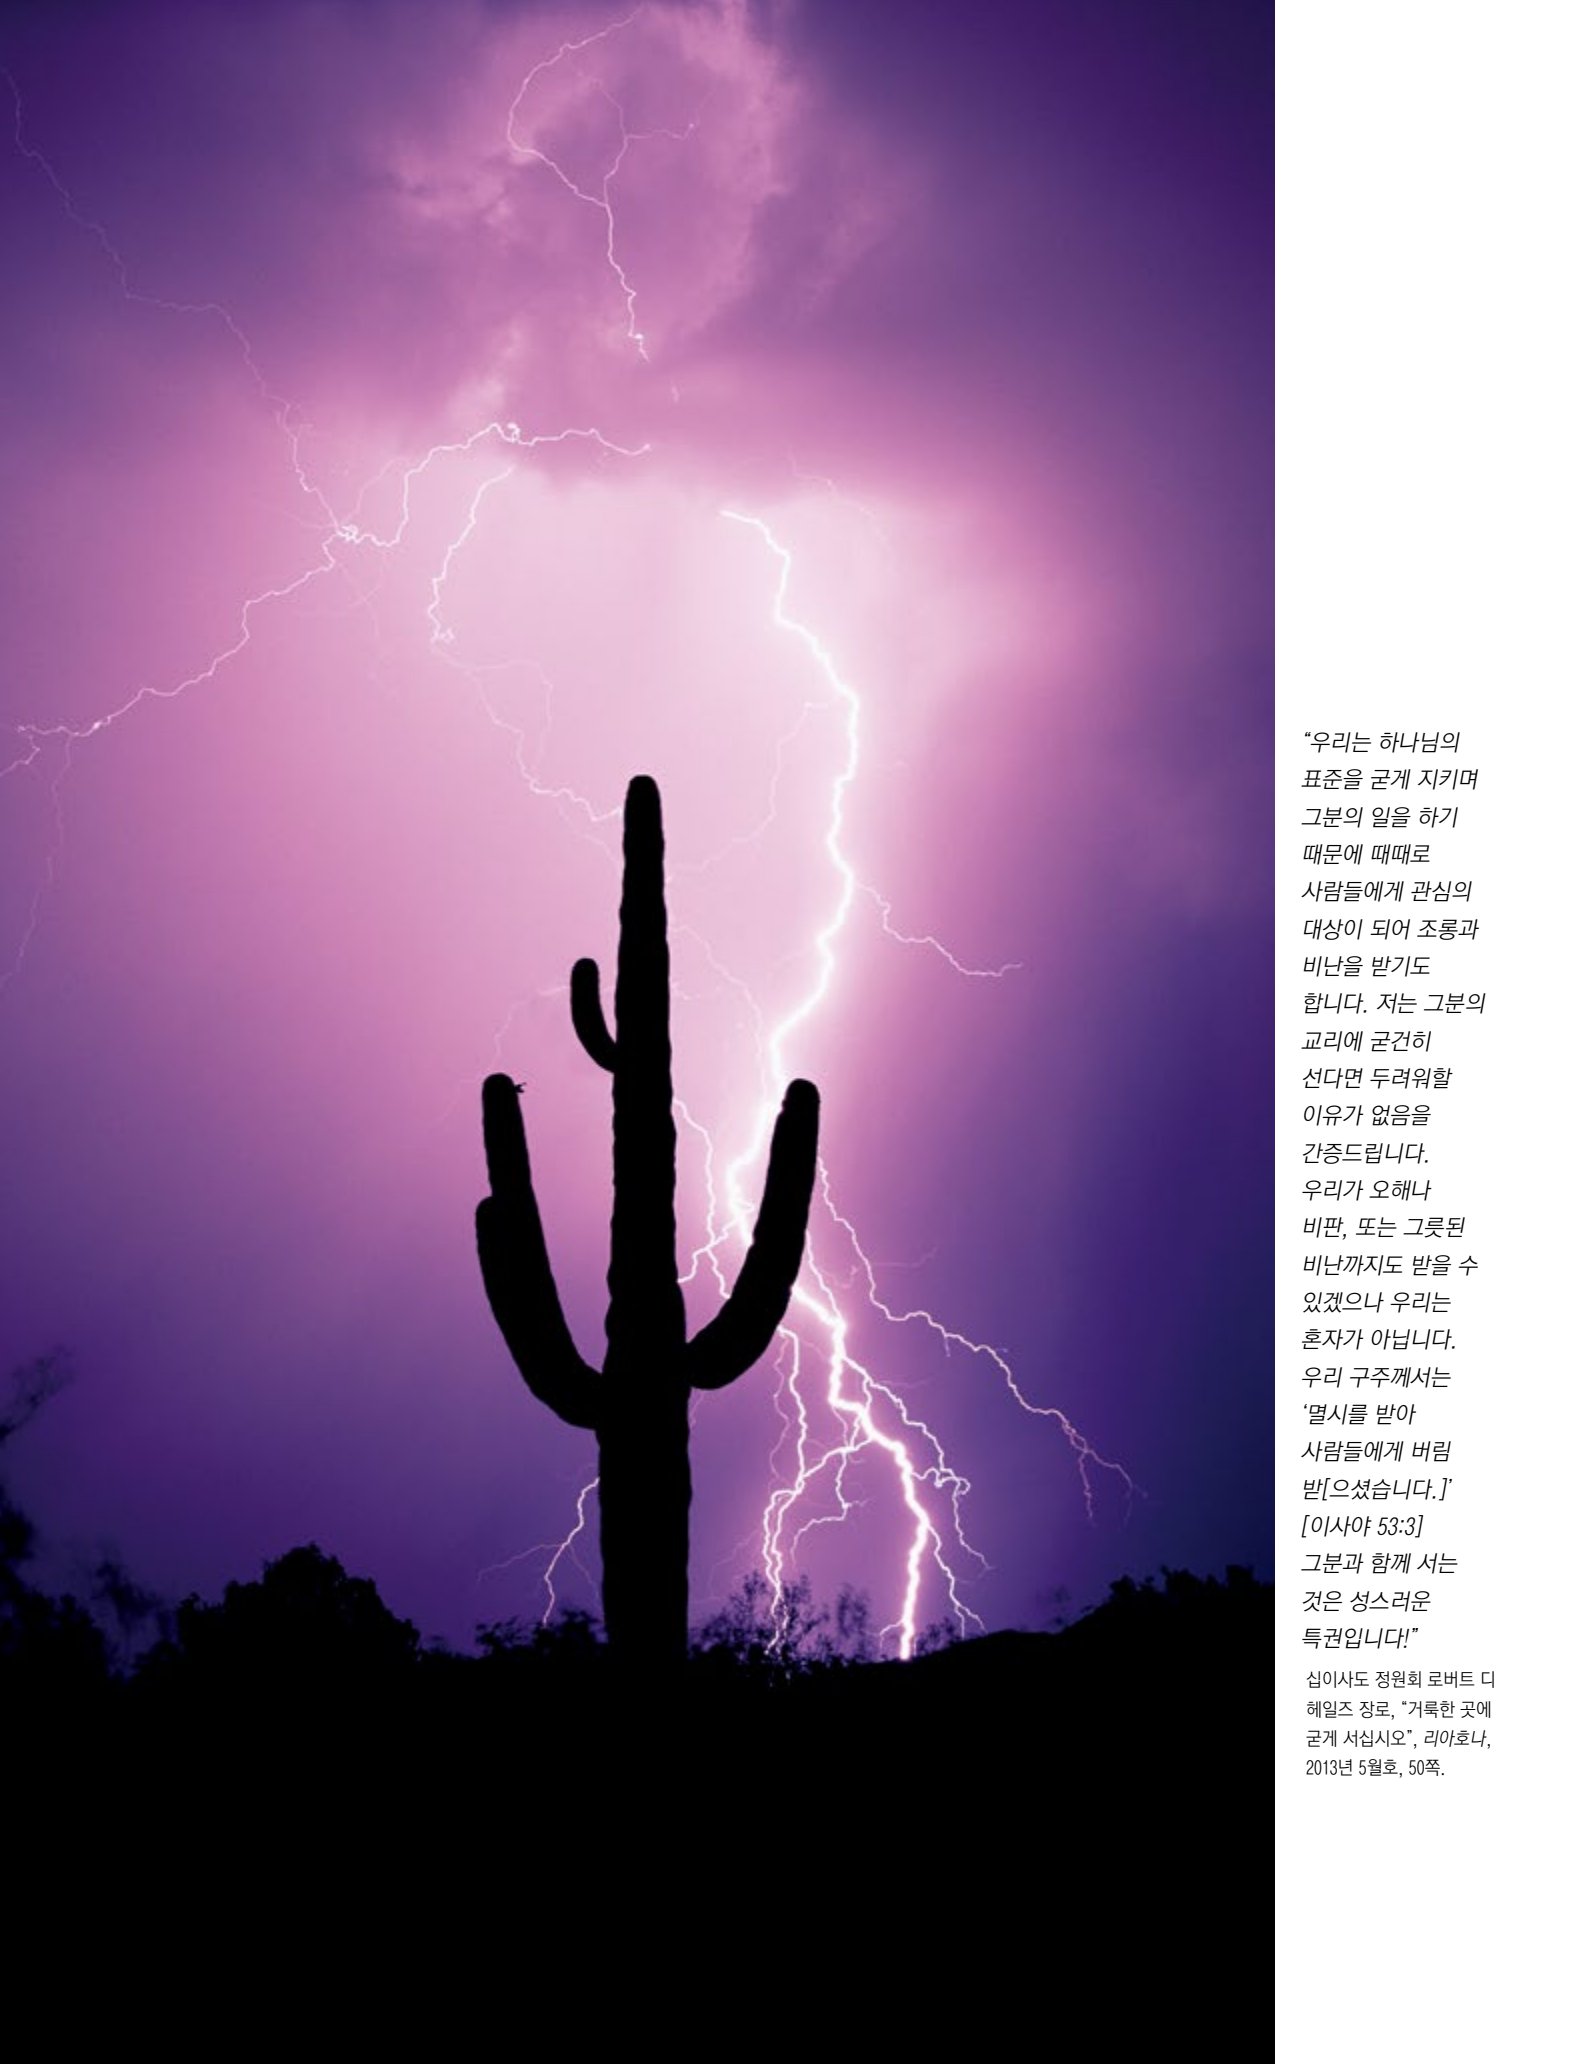 “우리는 하나님의
표준을 굳게 지키며
그분의 일을 하기
때문에 때때로
사람들에게 관심의
대상이 되어 조롱과
비난을 받기도
합니다. 저는 그분의
교리에 굳건히
선다면 두려워할
이유가 없음을
간증드립니다.
우리가 오해나
비판, 또는 그릇된
비난까지도 받을 수
있겠으나 우리는
혼자가 아닙니다.
우리 구주께서는
‘멸시를 받아
사람들에게 버림
받[으셨습니다.]’
[이사야 53:3]
그분과 함께 서는
것은 성스러운
특권입니다!”
십이사도 정원회 로버트 디
헤일즈 장로, “거룩한 곳에
굳게 서십시오”, 리아호나,
2013년 5월호, 50쪽.